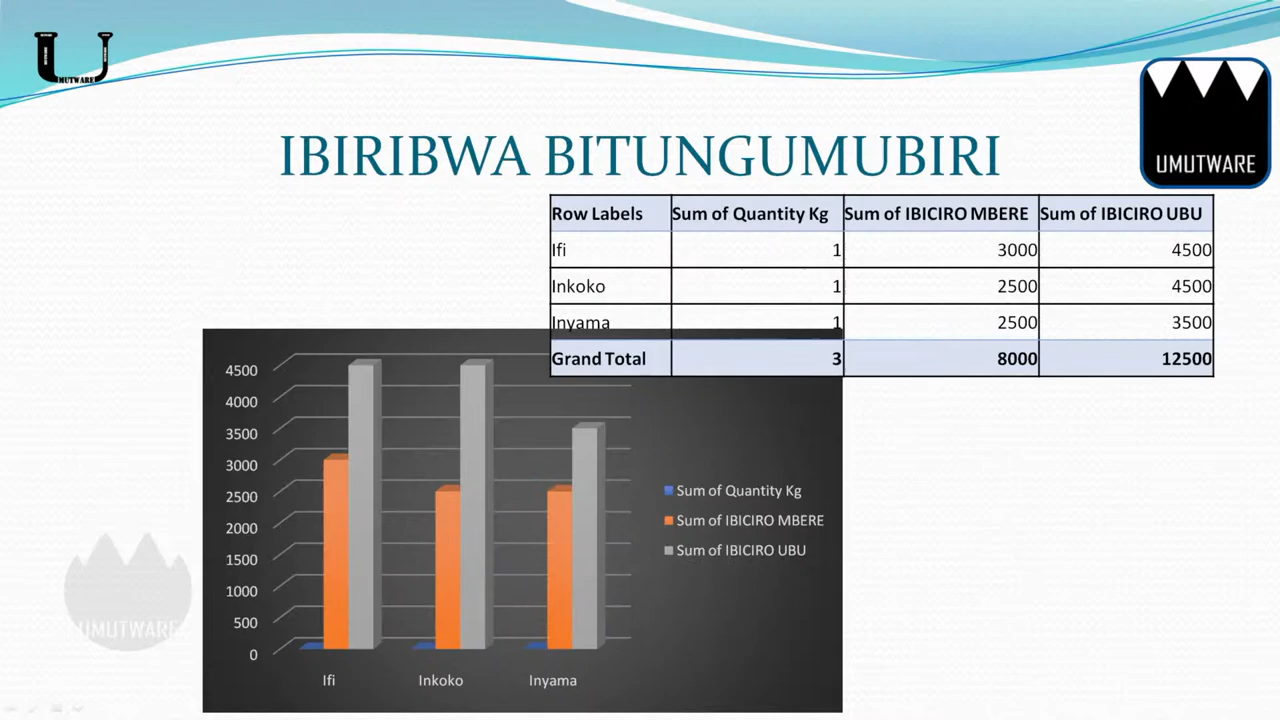 UMUTWARE
IBIRIBWA BITUNGUMUBIRI
UMUTWARE
Row Labels Sum of Quantity Kg Sum of IBICIRO MBERE Sum of IBICIRO UBU
Ifi 1 3000 4500
Inkoko 1 2500 4500
Inyama 1 2500 3500
Grand Total 3 8000 12500
4500
4000
3500
3000
2500
2000
1500
1000
500
0
Ifi Inkoko Inyama
Sum of Quantity Kg
Sum of IBICIRO MBERE
Sum of IBICIRO UBU
UMUTWARE